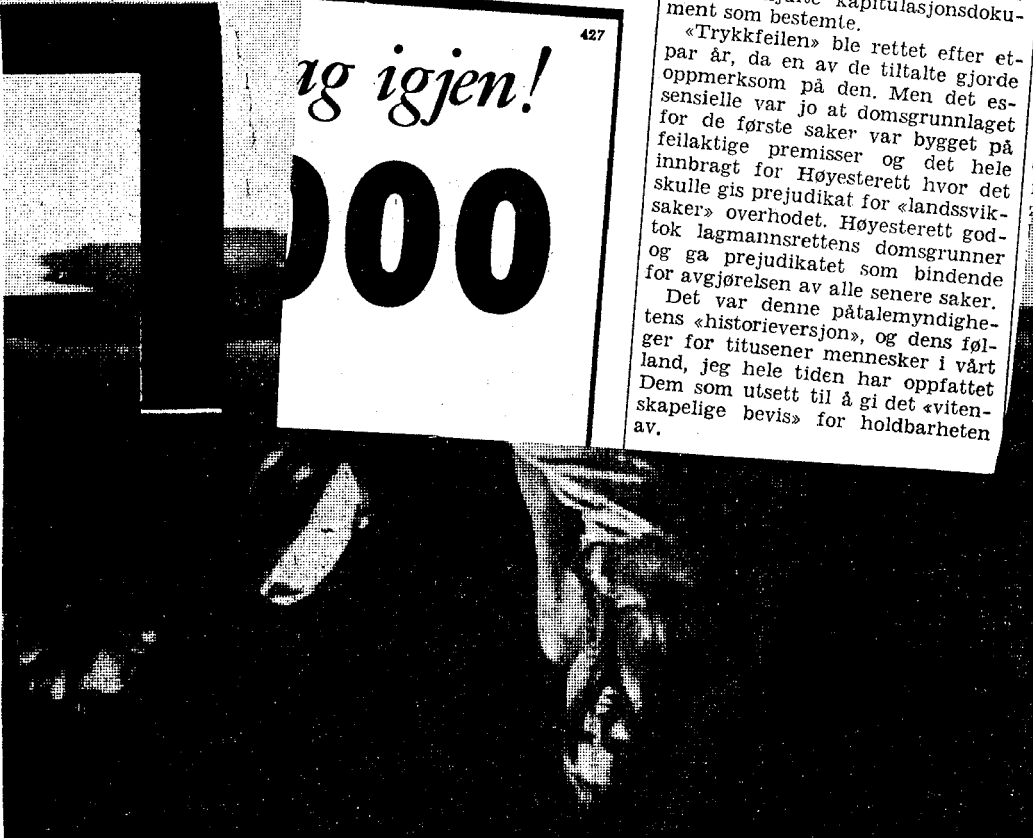 427
igjen!
000
kapitulasjonsdoku-
ment som bestemte.
«Trykkfeilen» ble rettet efter et-
par år, da en av de tiltalte gjorde
oppmerksom på den. Men det es-
sensielle var jo at domsgrunnlaget
for de første saker var bygget på
feilaktige premisser og det hele
innbragt for Høyesterett hvor det
skulle gis prejudikat for «landssvik-
saker» overhodet. Høyesterett god-
tok lagmannsrettens domsgrunner
og ga prejudikatet som bindende
for avgjørelsen av alle senere saker.
Det var denne påtalemyndighe-
tens «historieversjon», og dens føl-
ger for titusener mennesker i vårt
land, jeg hele tiden har oppfattet
Dem som utsett til å gi det «viten-
skapelige bevis» for holdbarheten
av.